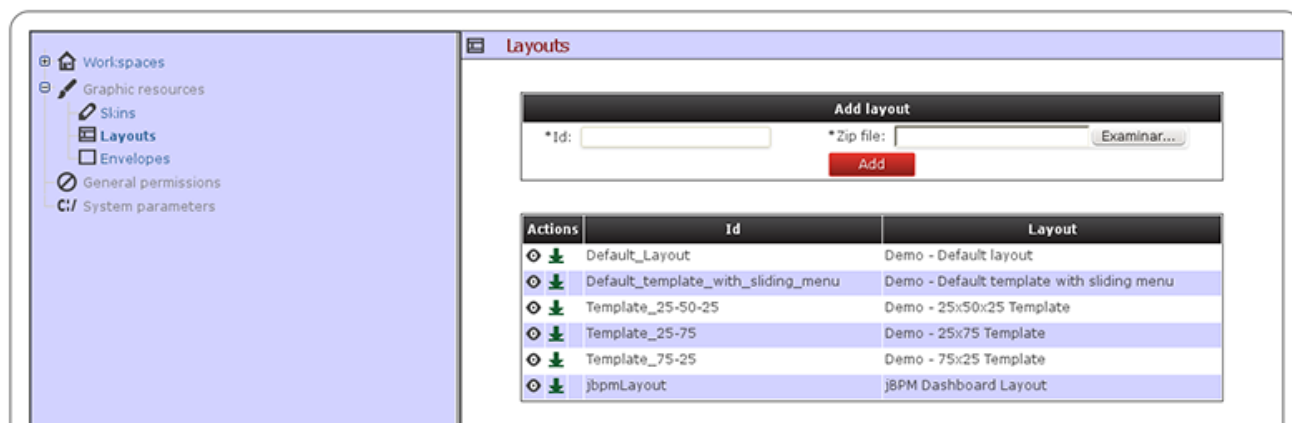 Workspaces
Graphic resources
Skins
Layouts
Envelopes
General permissions
C:/ System parameters
Layouts
Add layout
*Id: *Zip file: Examinar...
Add
Actions Id Layout
Default_Layout Demo - Default layout
Default_template_with_sliding_menu Demo - Default template with sliding menu
Template_25-50-25 Demo - 25x50x25 Template
Template_25-75 Demo - 25x75 Template
Template_75-25 Demo - 75x25 Template
jbpmLayout jBPM Dashboard Layout